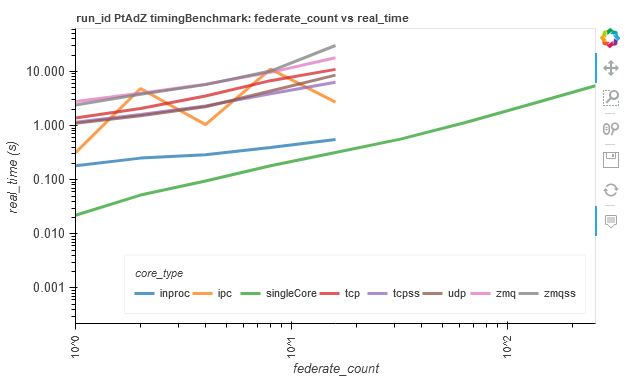 run_id PtAdZ timingBenchmark: federate_count vs real_time
10.000
1.000
0.100
0.010
0.001
real_time (s)
core_type
inproc ipc singleCore tcp tcpss udp zmq zmqss
10^0 10^1 10^2
federate_count